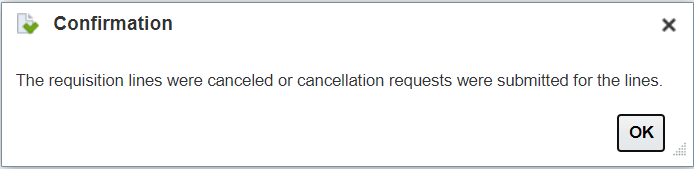 Confirmation
The requisition lines were canceled or cancellation requests were submitted for the lines.
OK